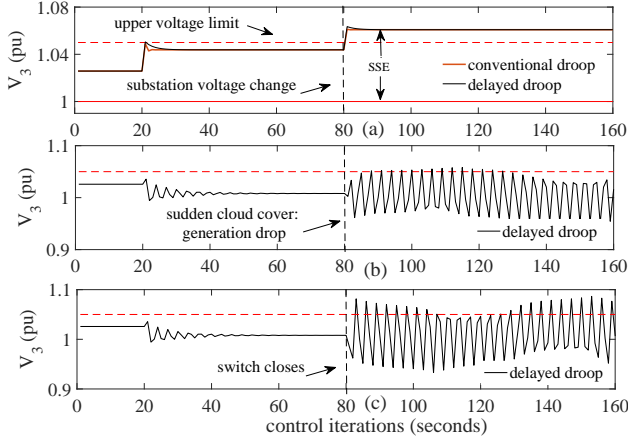 upper voltage limit
1.08
1.04
1
V3 (pu)
SSE
conventional droop
delayed droop
substation voltage change
0 20 40 60 80 100 120 140 160
(a)
1.1
1
0.9
V3 (pu)
sudden cloud cover:
generation drop
delayed droop
0 20 40 60 80 100 120 140 160
(b)
1.1
1
0.9
V3 (pu)
switch closes
delayed droop
(c)
0 20 40 60 80 100 120 140 160
control iterations (seconds)